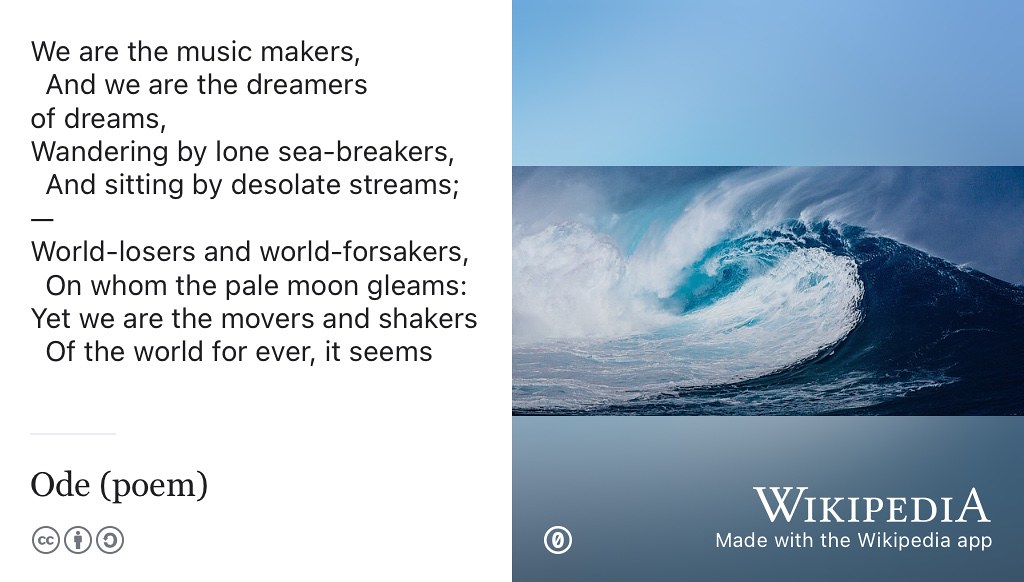 We are the music makers,
And we are the dreamers
of dreams,
Wandering by lone sea-breakers,
And sitting by desolate streams;
—
World-losers and world-forsakers,
On whom the pale moon gleams:
Yet we are the movers and shakers
Of the world for ever, it seems
Ode (poem)
cc
0
WIKIPEDIA
Made with the Wikipedia app